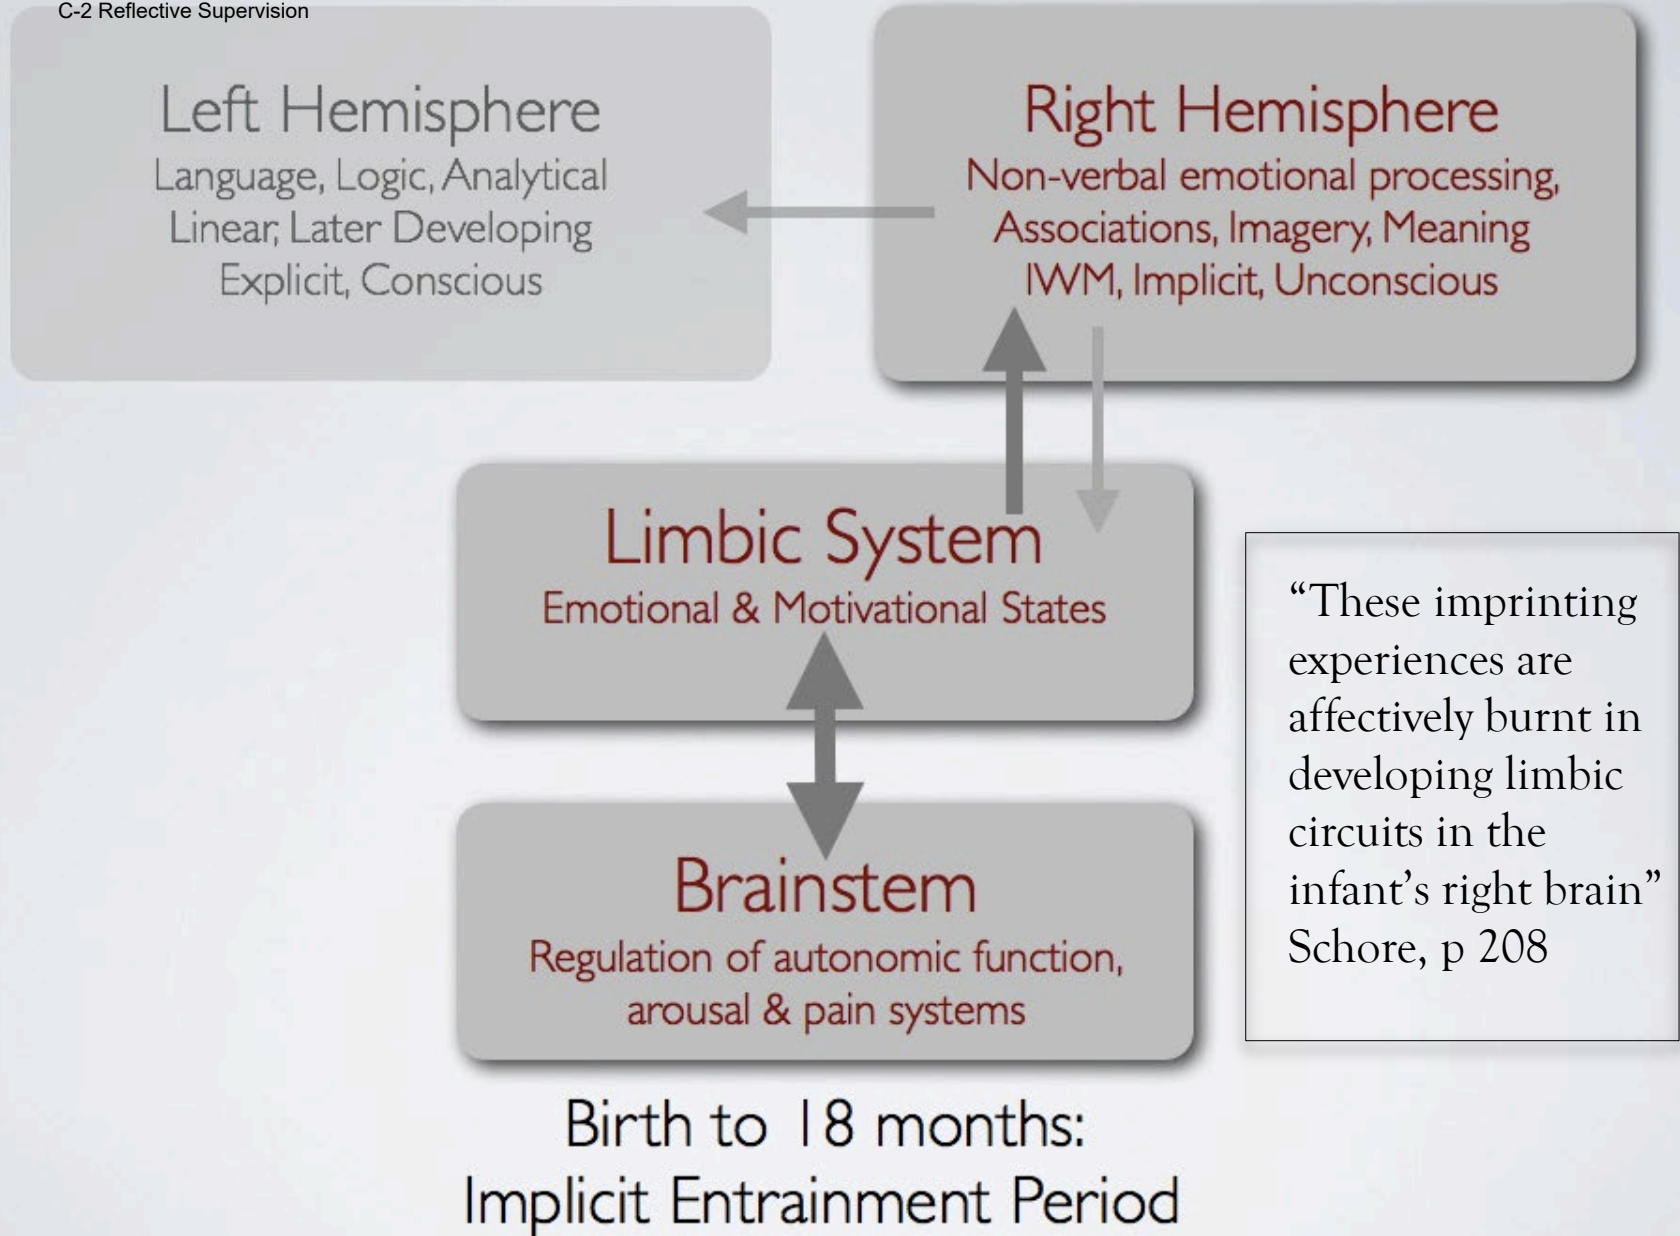 C-2 Reflective Supervision
Left Hemisphere
Language, Logic, Analytical
Linear, Later Developing
Explicit, Conscious
Right Hemisphere
Non-verbal emotional processing,
Associations, Imagery, Meaning
IWM, Implicit, Unconscious
Limbic System
Emotional & Motivational States
“These imprinting
experiences are
affectively burnt in
developing limbic
circuits in the
infant’s right brain”
Schore, p 208
Brainstem
Regulation of autonomic function,
arousal & pain systems
Birth to 18 months:
Implicit Entrainment Period